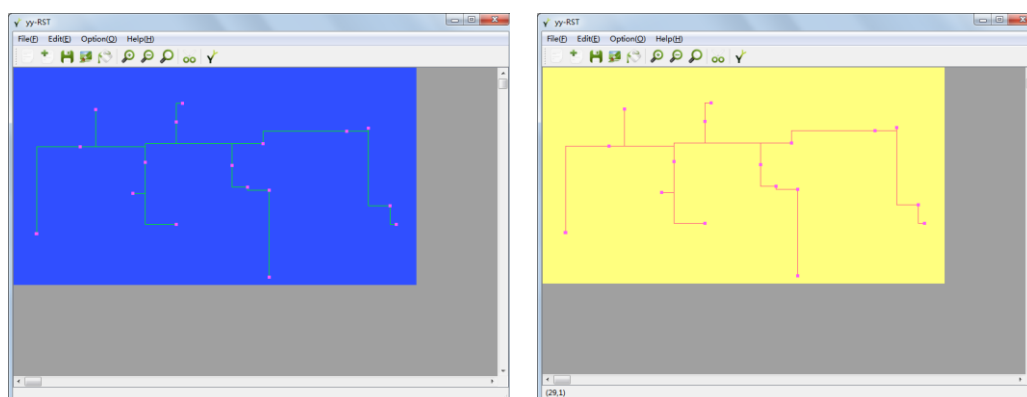 yy-RST
File(F) Edit(E) Option(O) Help(H)
yy-RST
File(F) Edit(E) Option(O) Help(H)
(29,1)